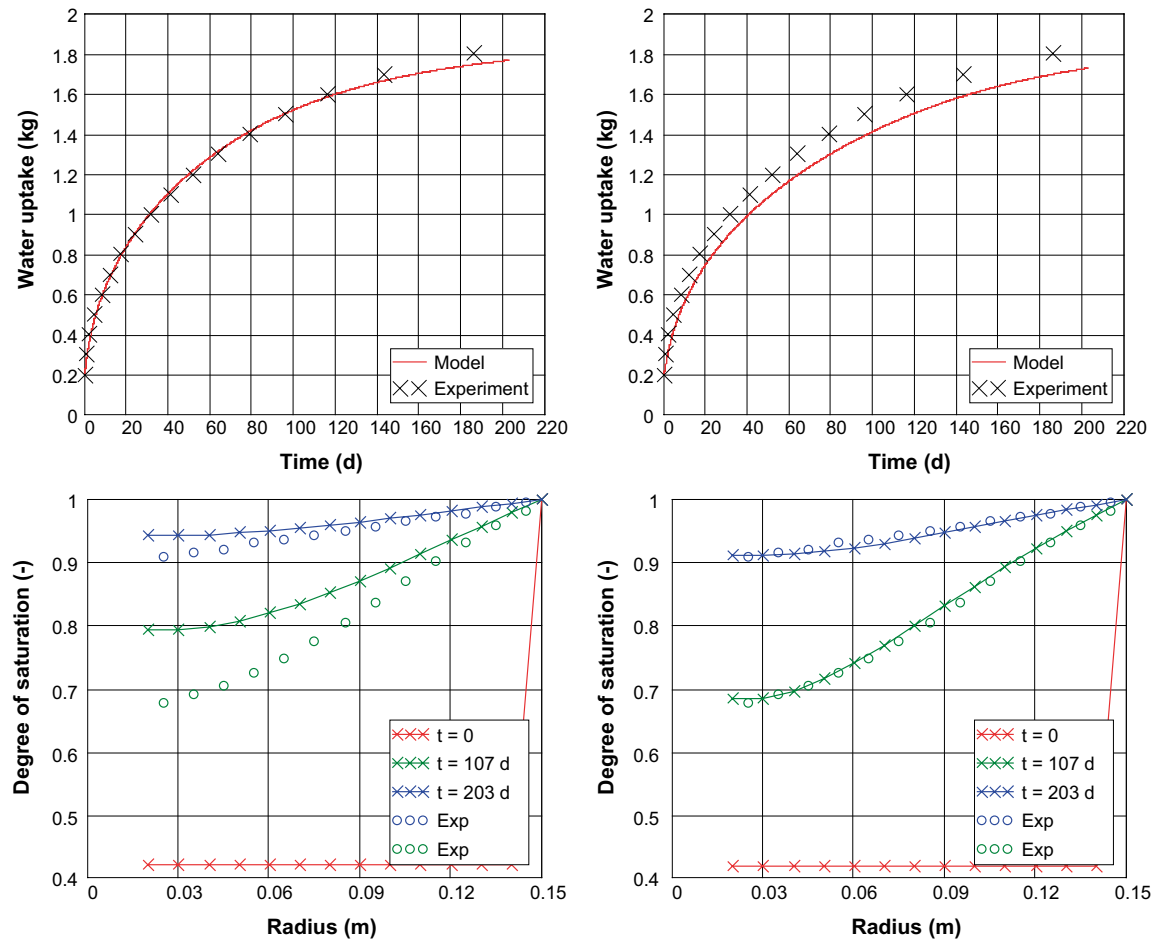 2
1.8
1.6
1.4
1.2
1
0.8
0.6
0.4
0.2
0
Water uptake (kg)
Model
Experiment
0 20 40 60 80 100 120 140 160 180 200 220
Time (d)
2
1.8
1.6
1.4
1.2
1
0.8
0.6
0.4
0.2
0
Water uptake (kg)
Model
Experiment
0 20 40 60 80 100 120 140 160 180 200 220
Time (d)
1
0.9
0.8
0.7
0.6
0.5
0.4
Degree of saturation (-)
t = 0
t = 107 d
t = 203 d
Exp
Exp
0 0.03 0.06 0.09 0.12 0.15
Radius (m)
1
0.9
0.8
0.7
0.6
0.5
0.4
Degree of saturation (-)
t = 0
t = 107 d
t = 203 d
Exp
Exp
0 0.03 0.06 0.09 0.12 0.15
Radius (m)